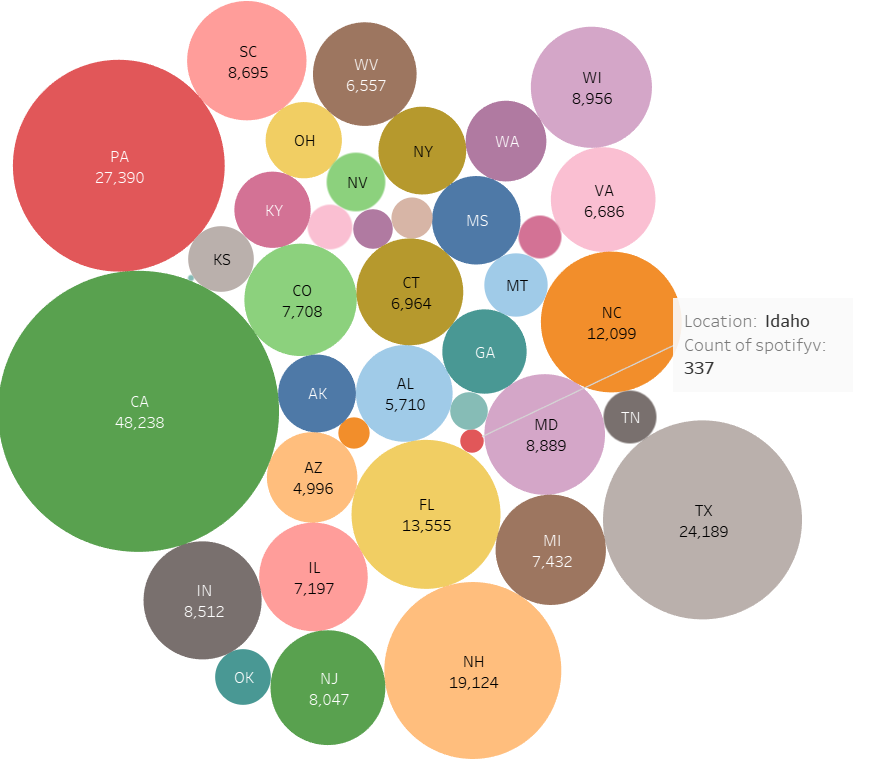 SC
8,695
WV
6,557
WI
8,956
PA
27,390
OH
NY
WA
NV
VA
6,686
KY
MS
KS
CO
7,708
CT
6,964
MT
NC
12,099
Location: Idaho
Count of spotifyv:
337
GA
AK
AL
5,710
CA
48,238
MD
8,889
TN
AZ
4,996
FL
13,555
TX
24,189
MI
7,432
IL
7,197
IN
8,512
NH
19,124
OK
NJ
8,047